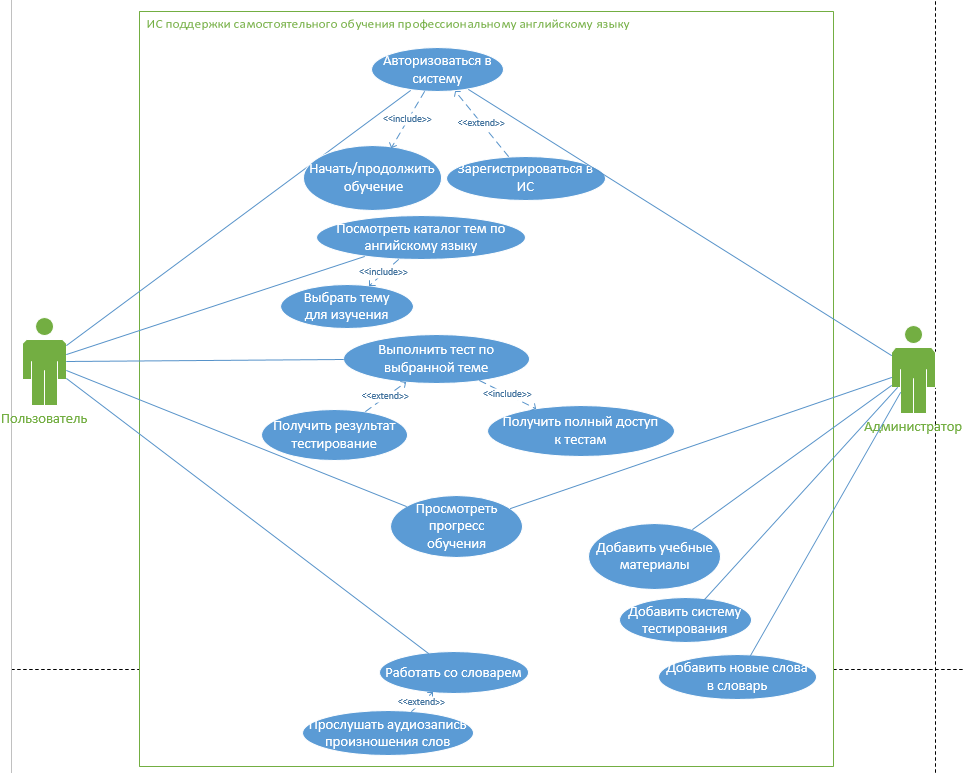 ИС поддержки самостоятельного обучения профессиональному английскому языку
Авторизоваться в
систему
<<include>>
<<extend>>
Начать/продолжить
обучение
Зарегистрироваться в
ИС
Посмотреть каталог тем по
ангийскому языку
<<include>>
Выбрать тему
для изучения
Выполнить тест по
выбранной теме
<<extend>>
<<include>>
Получить результат
тестирование
Получить полный доступ
к тестам
Пользователь
Администратор
Просмотреть
прогресс
обучения
Добавить учебные
материалы
Добавить систему
тестирования
Работать со словарем
Добавить новые слова
в словарь
<<extend>>
Прослушать аудиозапись
произношения слов